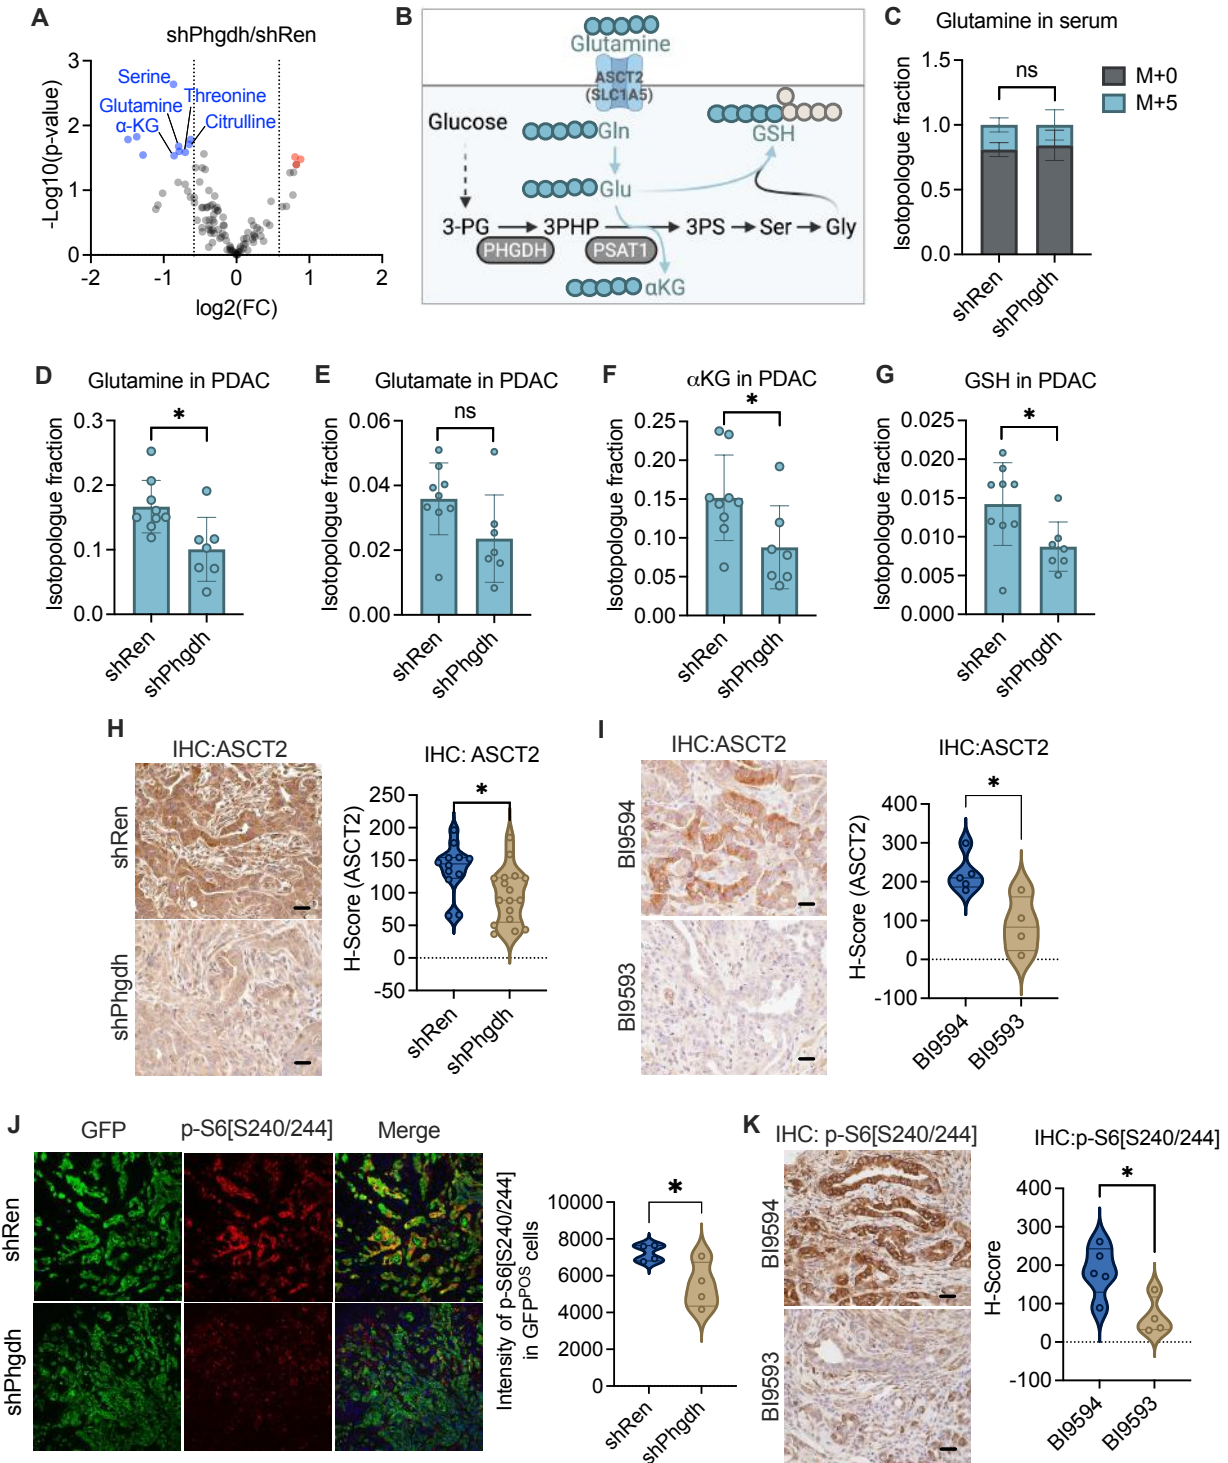 A
shPhgdh/shRen
-Log10(p-value)
3
2
1
0
-2
-1
0
1
2
log2(FC)
Serine
Glutamine
Threonine
α-KG
Citrulline
B
Glutamine
ASCT2
(SLC1A5)
Glucose
Gln
GSH
Glu
3-PG
3PHP
3PS
Ser
Gly
PHGDH
PSAT1
αKG
C
Glutamine in serum
Isotopologue fraction
1.5
1.0
0.5
0.0
ns
M+0
M+5
shRen
shPhgdh
D
Glutamine in PDAC
Isotopologue fraction
0.3
0.2
0.1
0.0
*
shRen
shPhgdh
E
Glutamate in PDAC
Isotopologue fraction
0.06
0.04
0.02
0.00
ns
shRen
shPhgdh
F
αKG in PDAC
Isotopologue fraction
0.25
0.20
0.15
0.10
0.05
0.00
*
shRen
shPhgdh
G
GSH in PDAC
Isotopologue fraction
0.025
0.020
0.015
0.010
0.005
0.000
*
shRen
shPhgdh
H
IHC:ASCT2
shRen
shPhgdh
IHC: ASCT2
H-Score (ASCT2)
250
200
150
100
50
0
-50
*
shRen
shPhgdh
I
IHC:ASCT2
BI9594
BI9593
IHC:ASCT2
H-Score (ASCT2)
400
300
200
100
0
-100
*
BI9594
BI9593
J
GFP
p-S6[S240/244]
Merge
shRen
shPhgdh
Intensity of p-S6[S240/244]
in GFPPOS cells
10000
8000
6000
4000
2000
0
*
shRen
shPhgdh
K
IHC: p-S6[S240/244]
BI9594
BI9593
IHC:p-S6[S240/244]
H-Score
400
300
200
100
0
-100
*
BI9594
BI9593